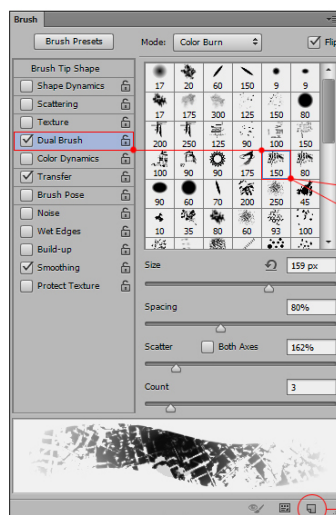 Brush
Brush Presets
Mode: Color Burn
Flip
Brush Tip Shape
Shape Dynamics
Scattering
Texture
Dual Brush
Color Dynamics
Transfer
Brush Pose
Noise
Wet Edges
Build-up
Smoothing
Protect Texture
17 20 60 150 9 9
17 175 300 125 150 80
200 250 125 90 100 150
100 90 90 175 150 80
90 60 70 200 250 45
10 35 80 60 93 100
Size 159 px
Spacing 80%
Scatter Both Axes 162%
Count 3